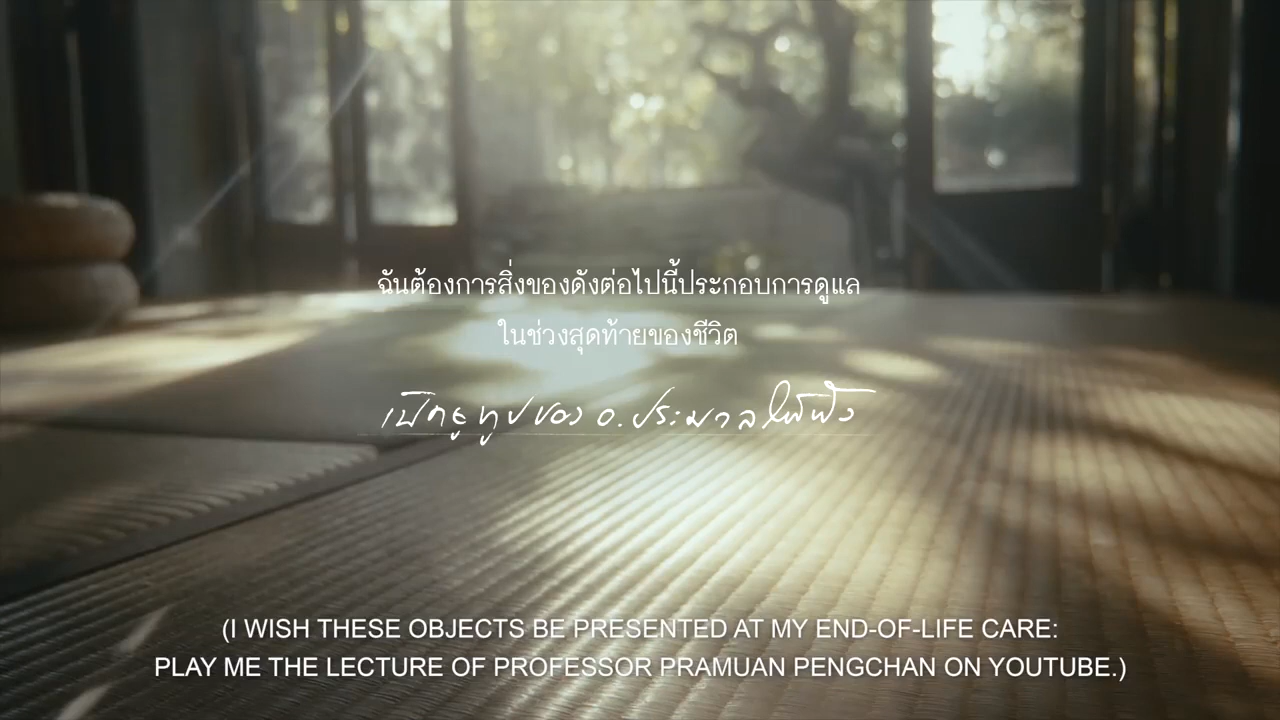 ฉันต้องการสิ่งของดังต่อไปนี้ประกอบการดูแล
ในช่วงสุดท้ายของชีวิต
เปิดยูทูปของ อ.ประมวลให้ฟัง
(I WISH THESE OBJECTS BE PRESENTED AT MY END-OF-LIFE CARE:
PLAY ME THE LECTURE OF PROFESSOR PRAMUAN PENGCHAN ON YOUTUBE.)